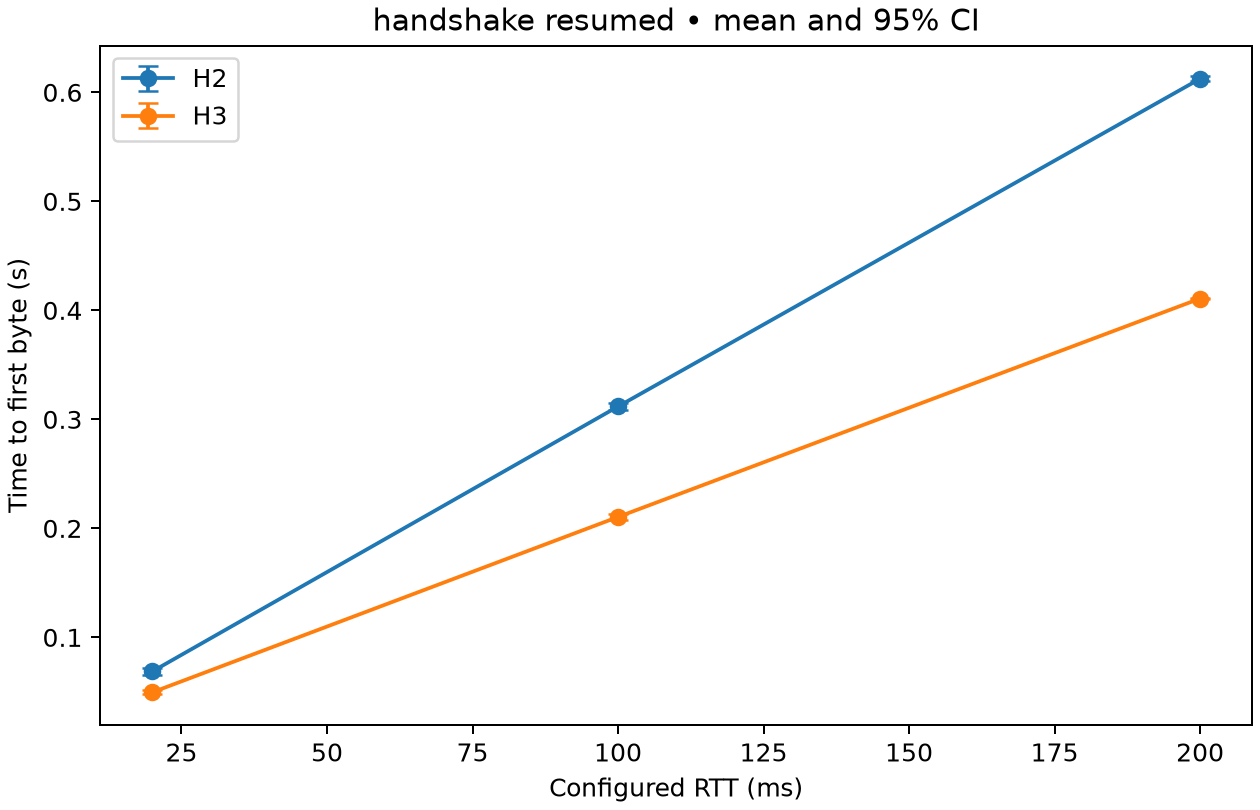 handshake resumed • mean and 95% CI
H2
H3
Time to first byte (s)
0.6
0.5
0.4
0.3
0.2
0.1
25 50 75 100 125 150 175 200
Configured RTT (ms)